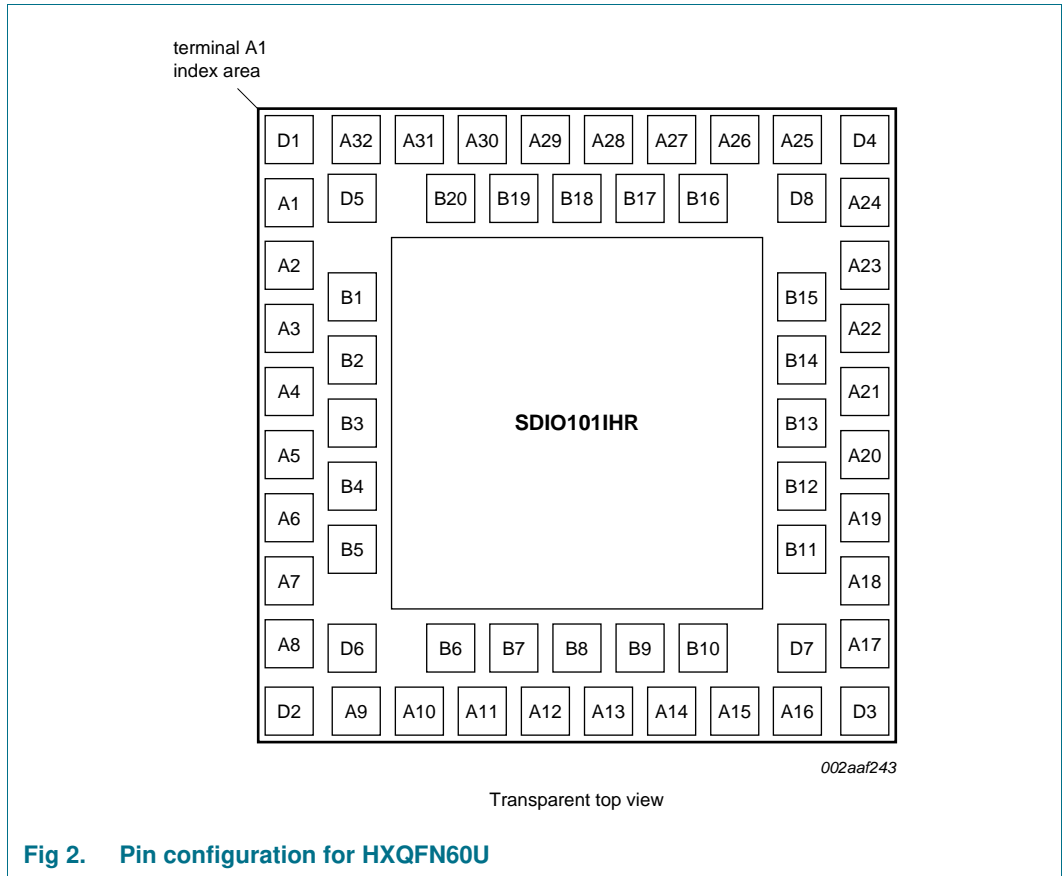 terminal A1
index area
D1 A32 A31 A30 A29 A28 A27 A26 A25 D4
A1 D5 B20 B19 B18 B17 B16 D8 A24
A2 A23
B1 B15
A3 A22
B2 B14
A4 A21
B3 SDIO101IHR B13
A5 A20
B4 B12
A6 A19
B5 B11
A7 A18
A8 D6 B6 B7 B8 B9 B10 D7 A17
D2 A9 A10 A11 A12 A13 A14 A15 A16 D3
002aaf243
Transparent top view
Fig 2. Pin configuration for HXQFN60U